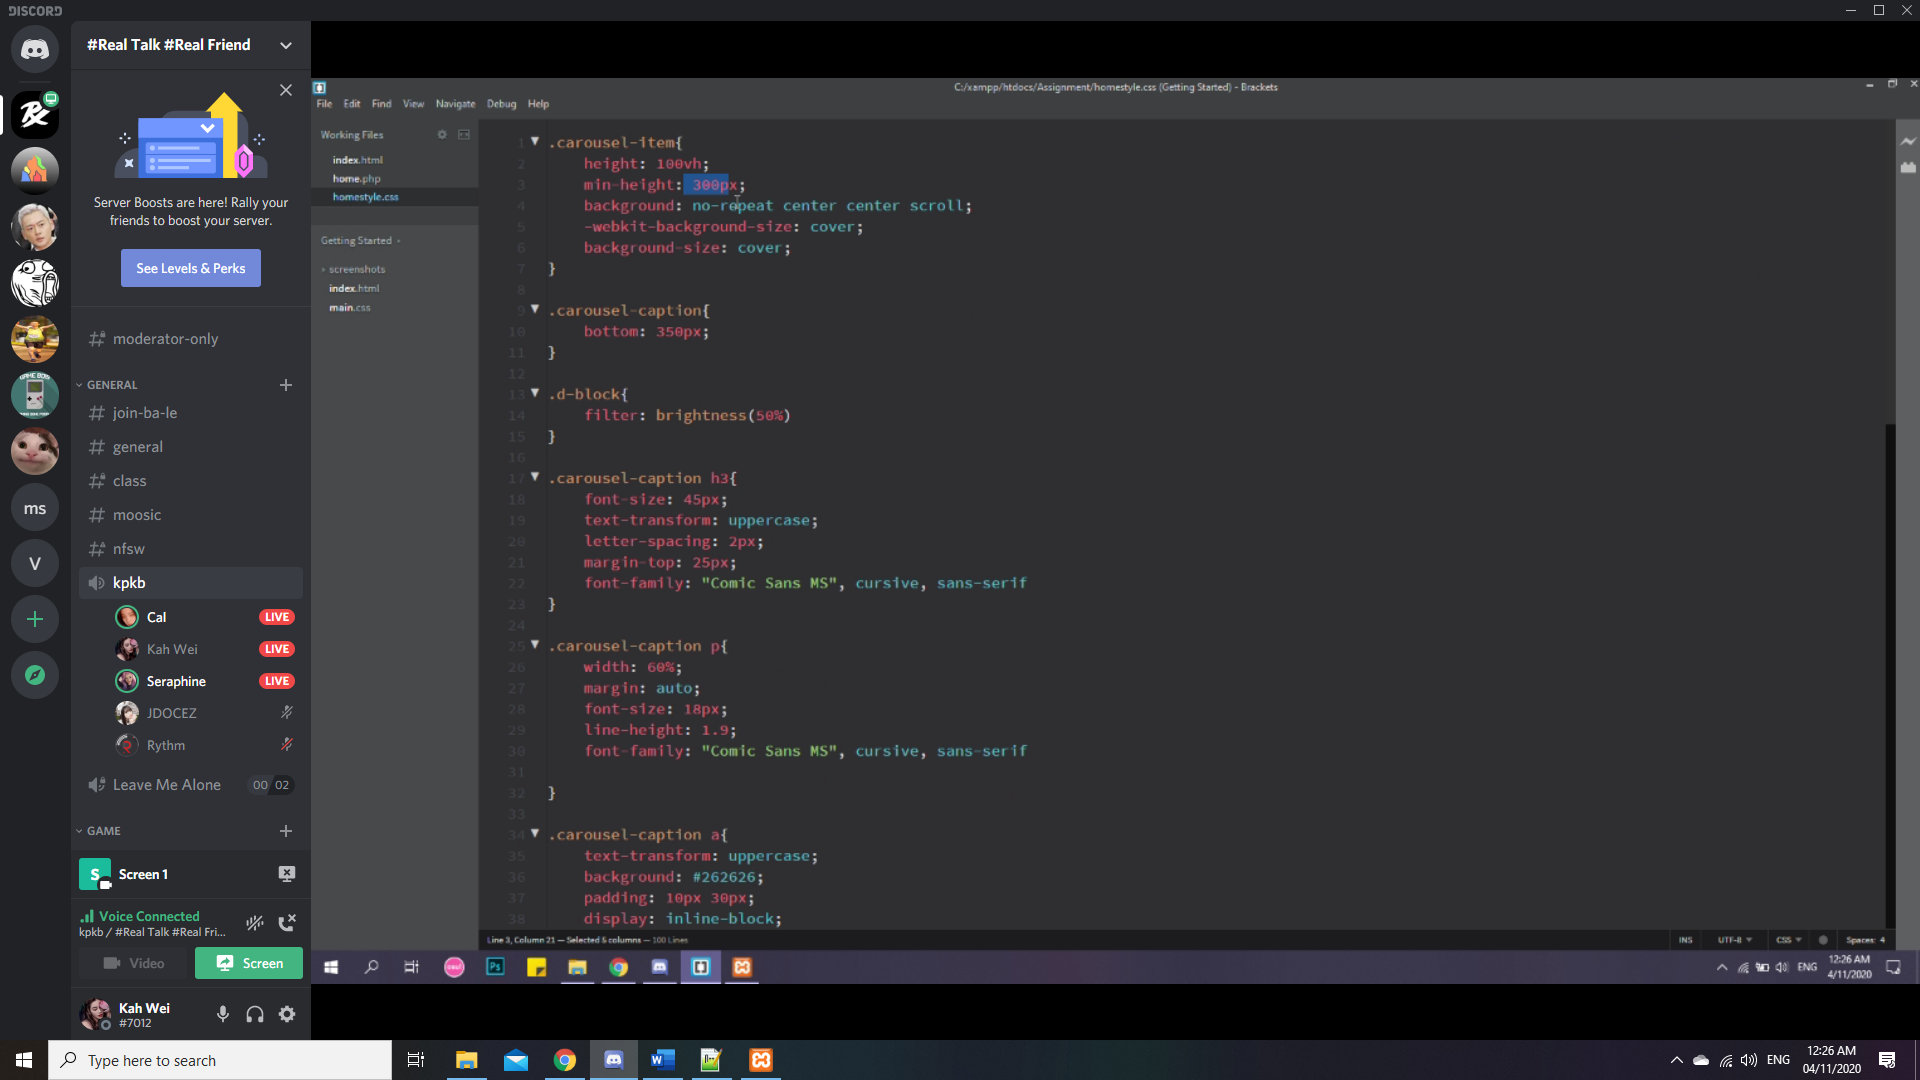 DISCORD
#Real Talk #Real Friend
Server Boosts are here! Rally your
friends to boost your server.
See Levels & Perks
moderator-only
GENERAL
join-ba-le
general
class
moosic
nfsw
kpkb
Cal LIVE
Kah Wei LIVE
Seraphine LIVE
JDOCEZ
Rythm
Leave Me Alone 00 02
GAME
S Screen 1
Voice Connected
kpkb / #Real Talk #Real Fri...
Video Screen
Kah Wei
#7012
GAME BOY
ms
V
C:/xampp/htdocs/Assignment/homestyle.css (Getting Started) - Brackets
File Edit Find View Navigate Debug Help
Working Files
index.html
home.php
homestyle.css
Getting Started
screenshots
index.html
main.css
1 .carousel-item{
2 height: 100vh;
3 min-height: 300px;
4 background: no-repeat center center scroll;
5 -webkit-background-size: cover;
6 background-size: cover;
7 }
8
9 .carousel-caption{
10 bottom: 350px;
11 }
12
13 .d-block{
14 filter: brightness(50%)
15 }
16
17 .carousel-caption h3{
18 font-size: 45px;
19 text-transform: uppercase;
20 letter-spacing: 2px;
21 margin-top: 25px;
22 font-family: "Comic Sans MS", cursive, sans-serif
23 }
24
25 .carousel-caption p{
26 width: 60%;
27 margin: auto;
28 font-size: 18px;
29 line-height: 1.9;
30 font-family: "Comic Sans MS", cursive, sans-serif
31
32 }
33
34 .carousel-caption a{
35 text-transform: uppercase;
36 background: #262626;
37 padding: 10px 30px;
38 display: inline-block;
Line 3, Column 21 — Selected 5 columns — 100 Lines
INS UTF-8 CSS Spaces: 4
Ps
ENG 12:26 AM
4/11/2020
Type here to search
ENG 12:26 AM
04/11/2020